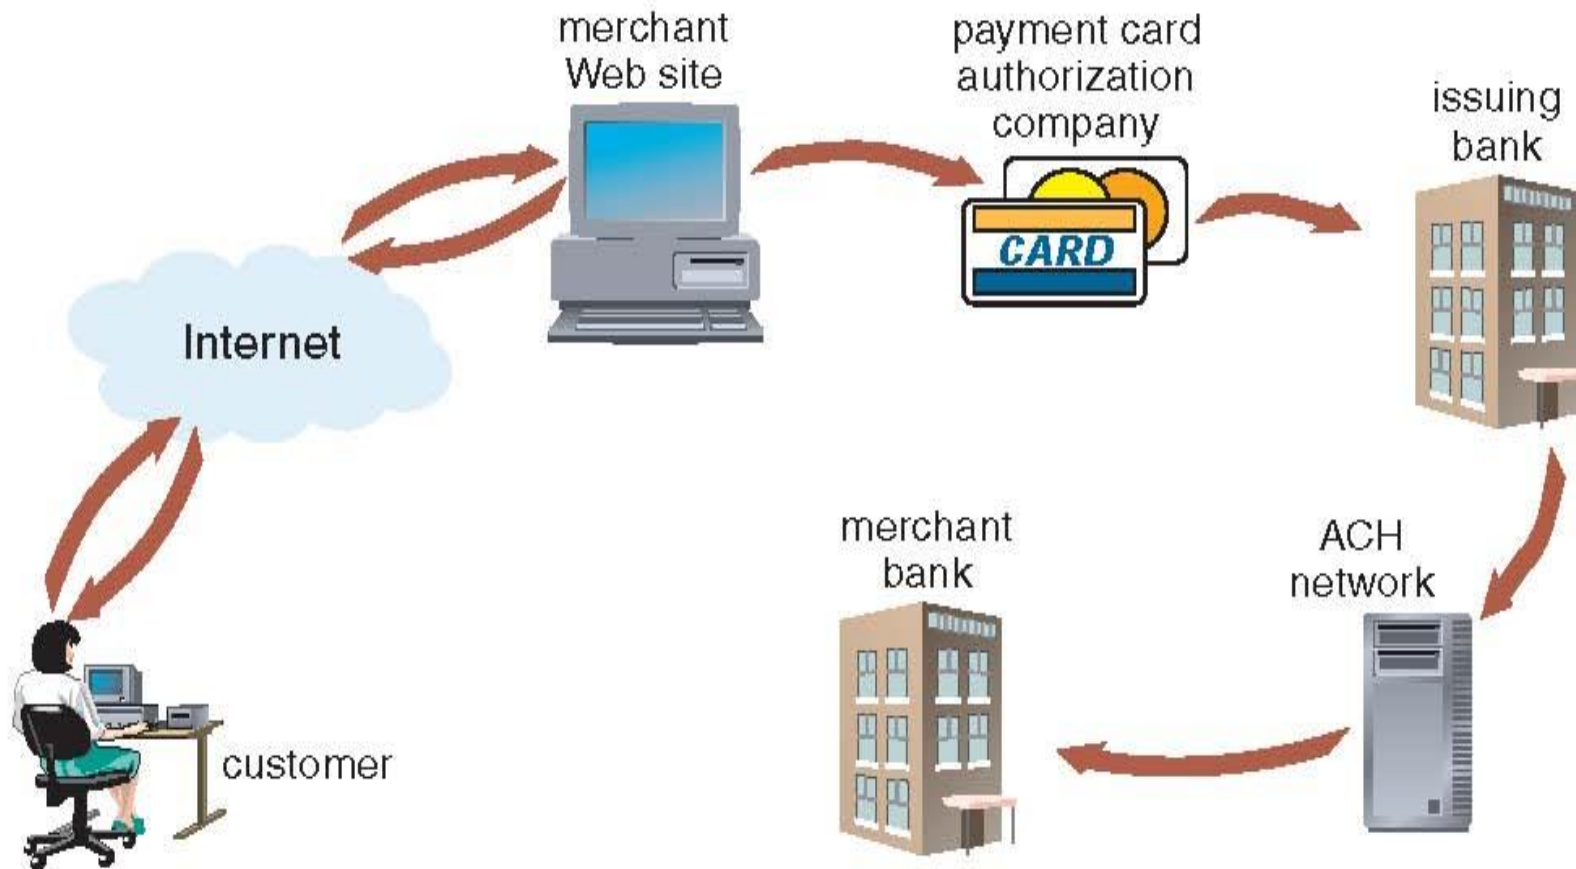 merchant
Web site
payment card
authorization
company
CARD
issuing
bank
Internet
ACH
network
merchant
bank
customer